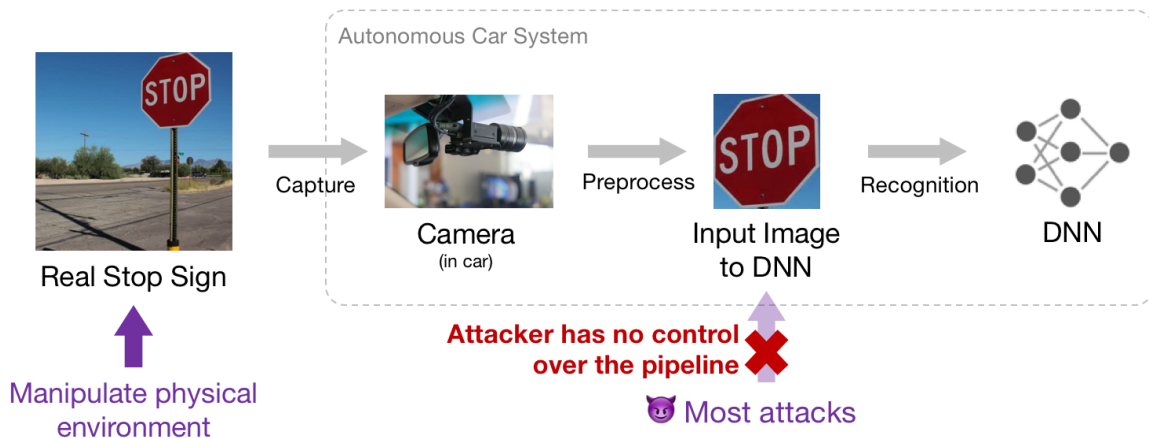 Autonomous Car System
STOP
Capture
Preprocess
STOP
Recognition
Real Stop Sign
Camera
(in car)
Input Image
to DNN
DNN
Attacker has no control
over the pipeline
Manipulate physical
environment
😈 Most attacks